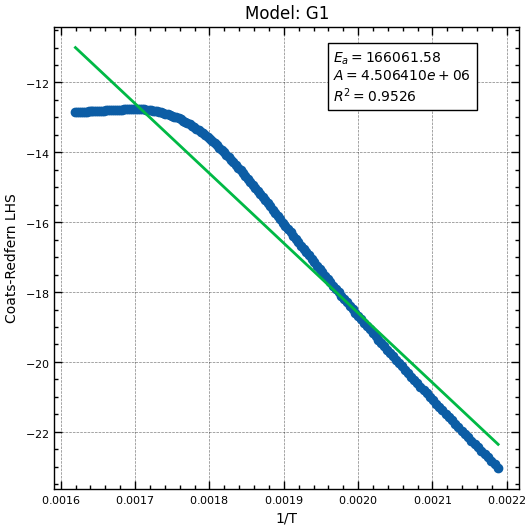 Model: G1
E_a = 166061.58
A = 4.506410e + 06
R^2 = 0.9526
−12
−14
−16
−18
−20
−22
Coats-Redfern LHS
0.0016 0.0017 0.0018 0.0019 0.0020 0.0021 0.0022
1/T